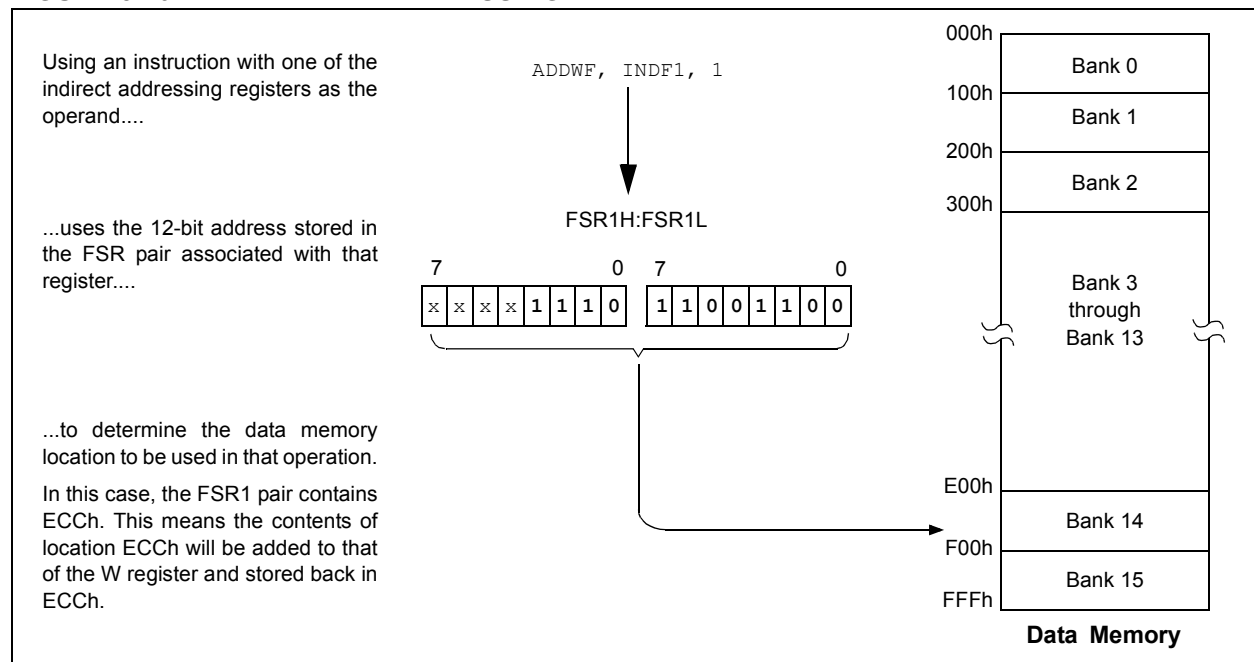 Using an instruction with one of the
indirect addressing registers as the
operand....
ADDWF, INDF1, 1
...uses the 12-bit address stored in
the FSR pair associated with that
register....
FSR1H:FSR1L
7 0 7 0
x x x x 1 1 1 0 1 1 0 0 1 1 0 0
...to determine the data memory
location to be used in that operation.
In this case, the FSR1 pair contains
ECCh. This means the contents of
location ECCh will be added to that
of the W register and stored back in
ECCh.
000h
Bank 0
100h
Bank 1
200h
Bank 2
300h
Bank 3
through
Bank 13
E00h
Bank 14
F00h
Bank 15
FFFh
Data Memory